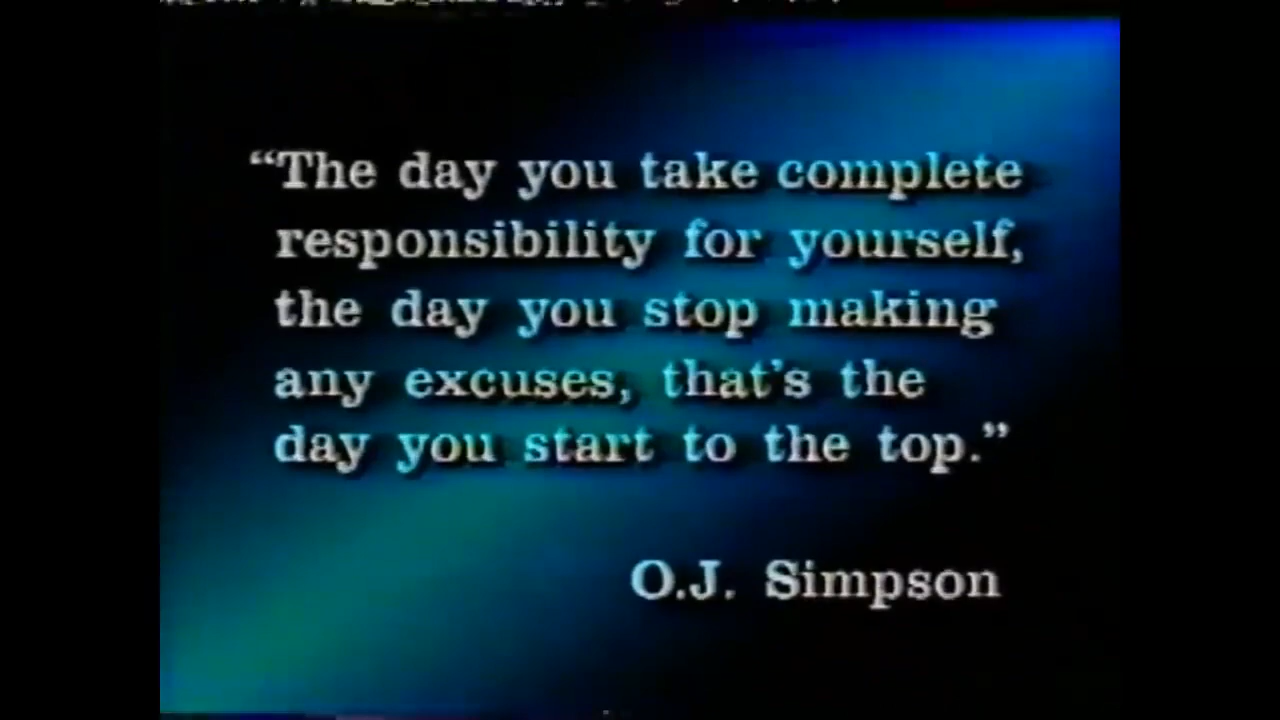 “The day you take complete
responsibility for yourself,
the day you stop making
any excuses, that’s the
day you start to the top.”
O.J. Simpson